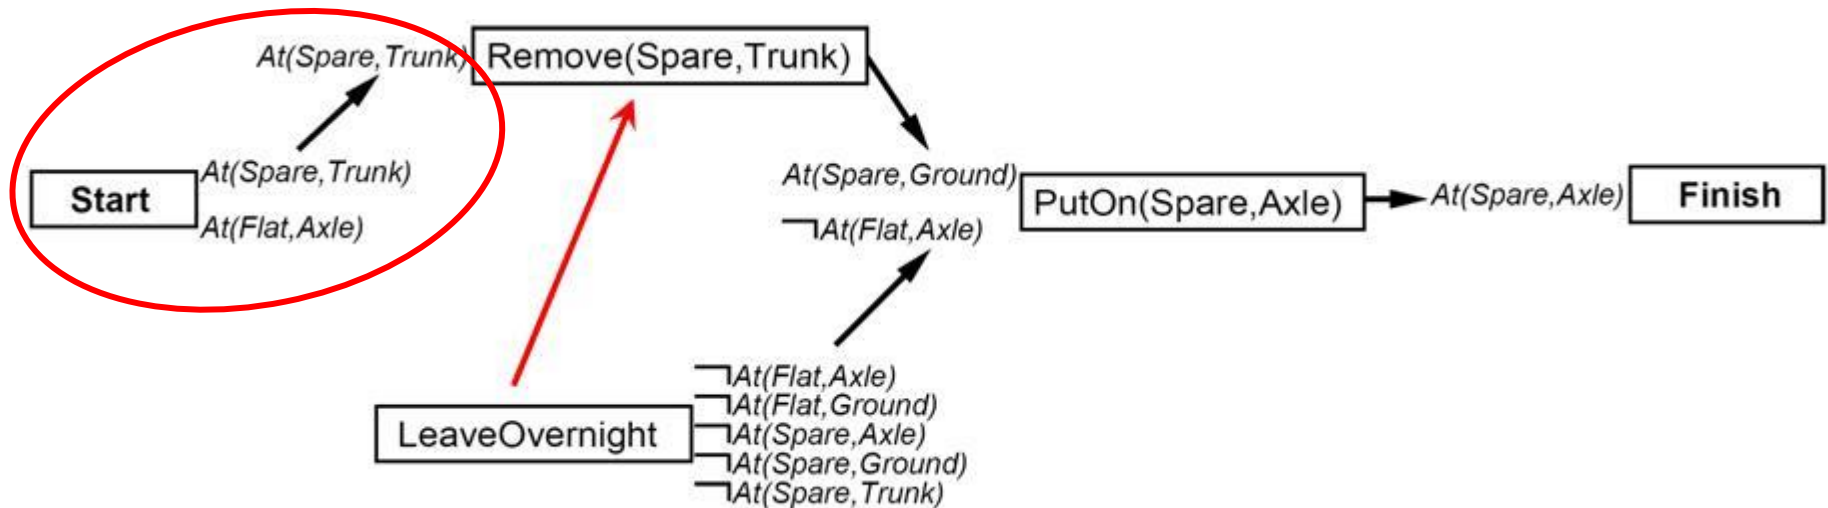 At(Spare,Trunk)
Remove(Spare,Trunk)
Start
At(Spare,Trunk)
At(Flat,Axle)
At(Spare,Ground)
¬At(Flat,Axle)
PutOn(Spare,Axle)
At(Spare,Axle)
Finish
LeaveOvernight
¬At(Flat,Axle)
¬At(Flat,Ground)
¬At(Spare,Axle)
¬At(Spare,Ground)
¬At(Spare,Trunk)